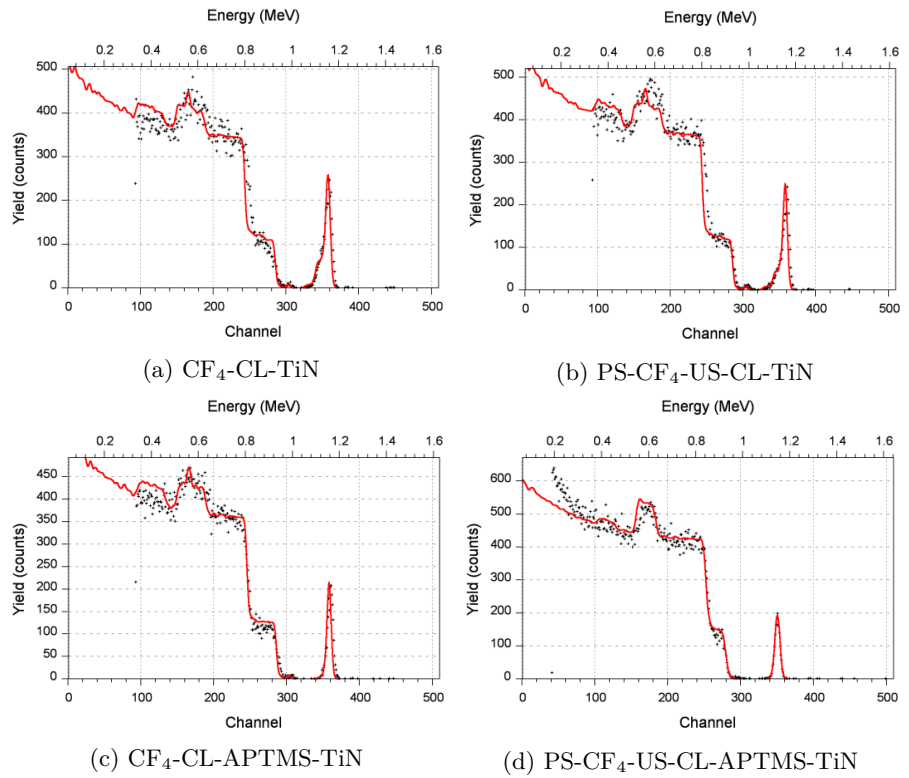 Energy (MeV)
0 0.2 0.4 0.6 0.8 1 1.2 1.4 1.6
500
400
300
200
100
0
Yield (counts)
0 100 200 300 400 500
Channel
(a) CF₄-CL-TiN
Energy (MeV)
0 0.2 0.4 0.6 0.8 1 1.2 1.4 1.6
500
400
300
200
100
0
Yield (counts)
0 100 200 300 400 500
Channel
(b) PS-CF₄-US-CL-TiN
Energy (MeV)
0 0.2 0.4 0.6 0.8 1 1.2 1.4 1.6
450
400
350
300
250
200
150
100
50
0
Yield (counts)
0 100 200 300 400 500
Channel
(c) CF₄-CL-APTMS-TiN
Energy (MeV)
0.2 0.4 0.6 0.8 1 1.2 1.4 1.6
600
500
400
300
200
100
0
Yield (counts)
0 100 200 300 400 500
Channel
(d) PS-CF₄-US-CL-APTMS-TiN